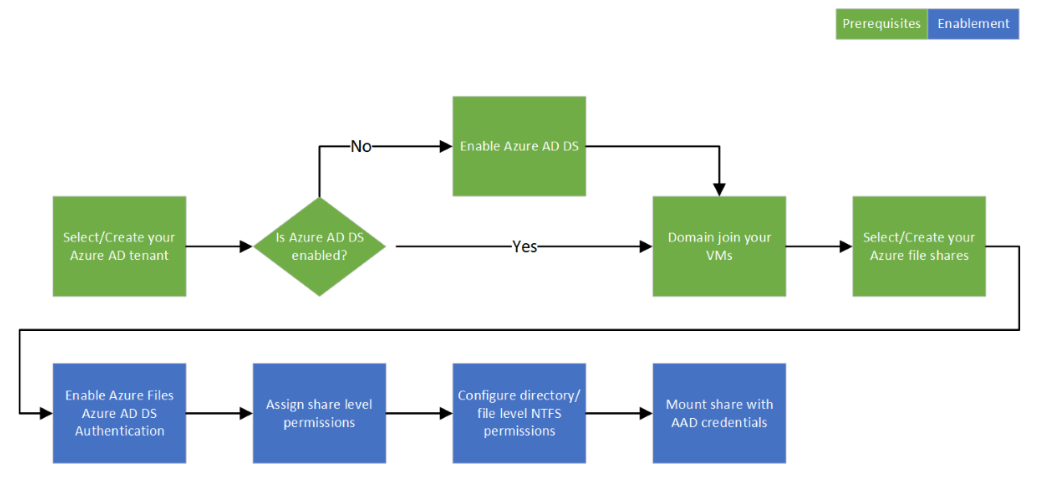 Prerequisites
Enablement
No
Enable Azure AD DS
Select/Create your
Azure AD tenant
Is Azure AD DS
enabled?
Yes
Domain join your
VMs
Select/Create your
Azure file shares
Enable Azure Files
Azure AD DS
Authentication
Assign share level
permissions
Configure directory/
file level NTFS
permissions
Mount share with
AAD credentials